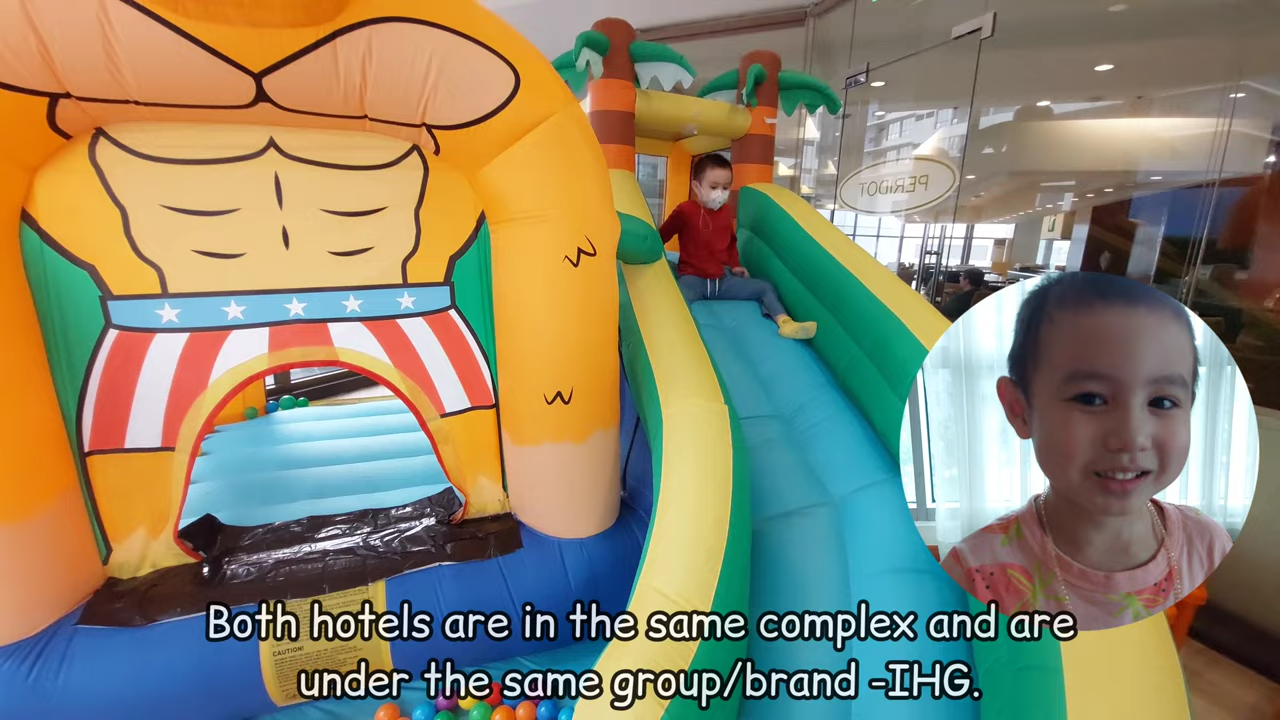 PERIDOT
CAUTION!
Both hotels are in the same complex and are
under the same group/brand -IHG.